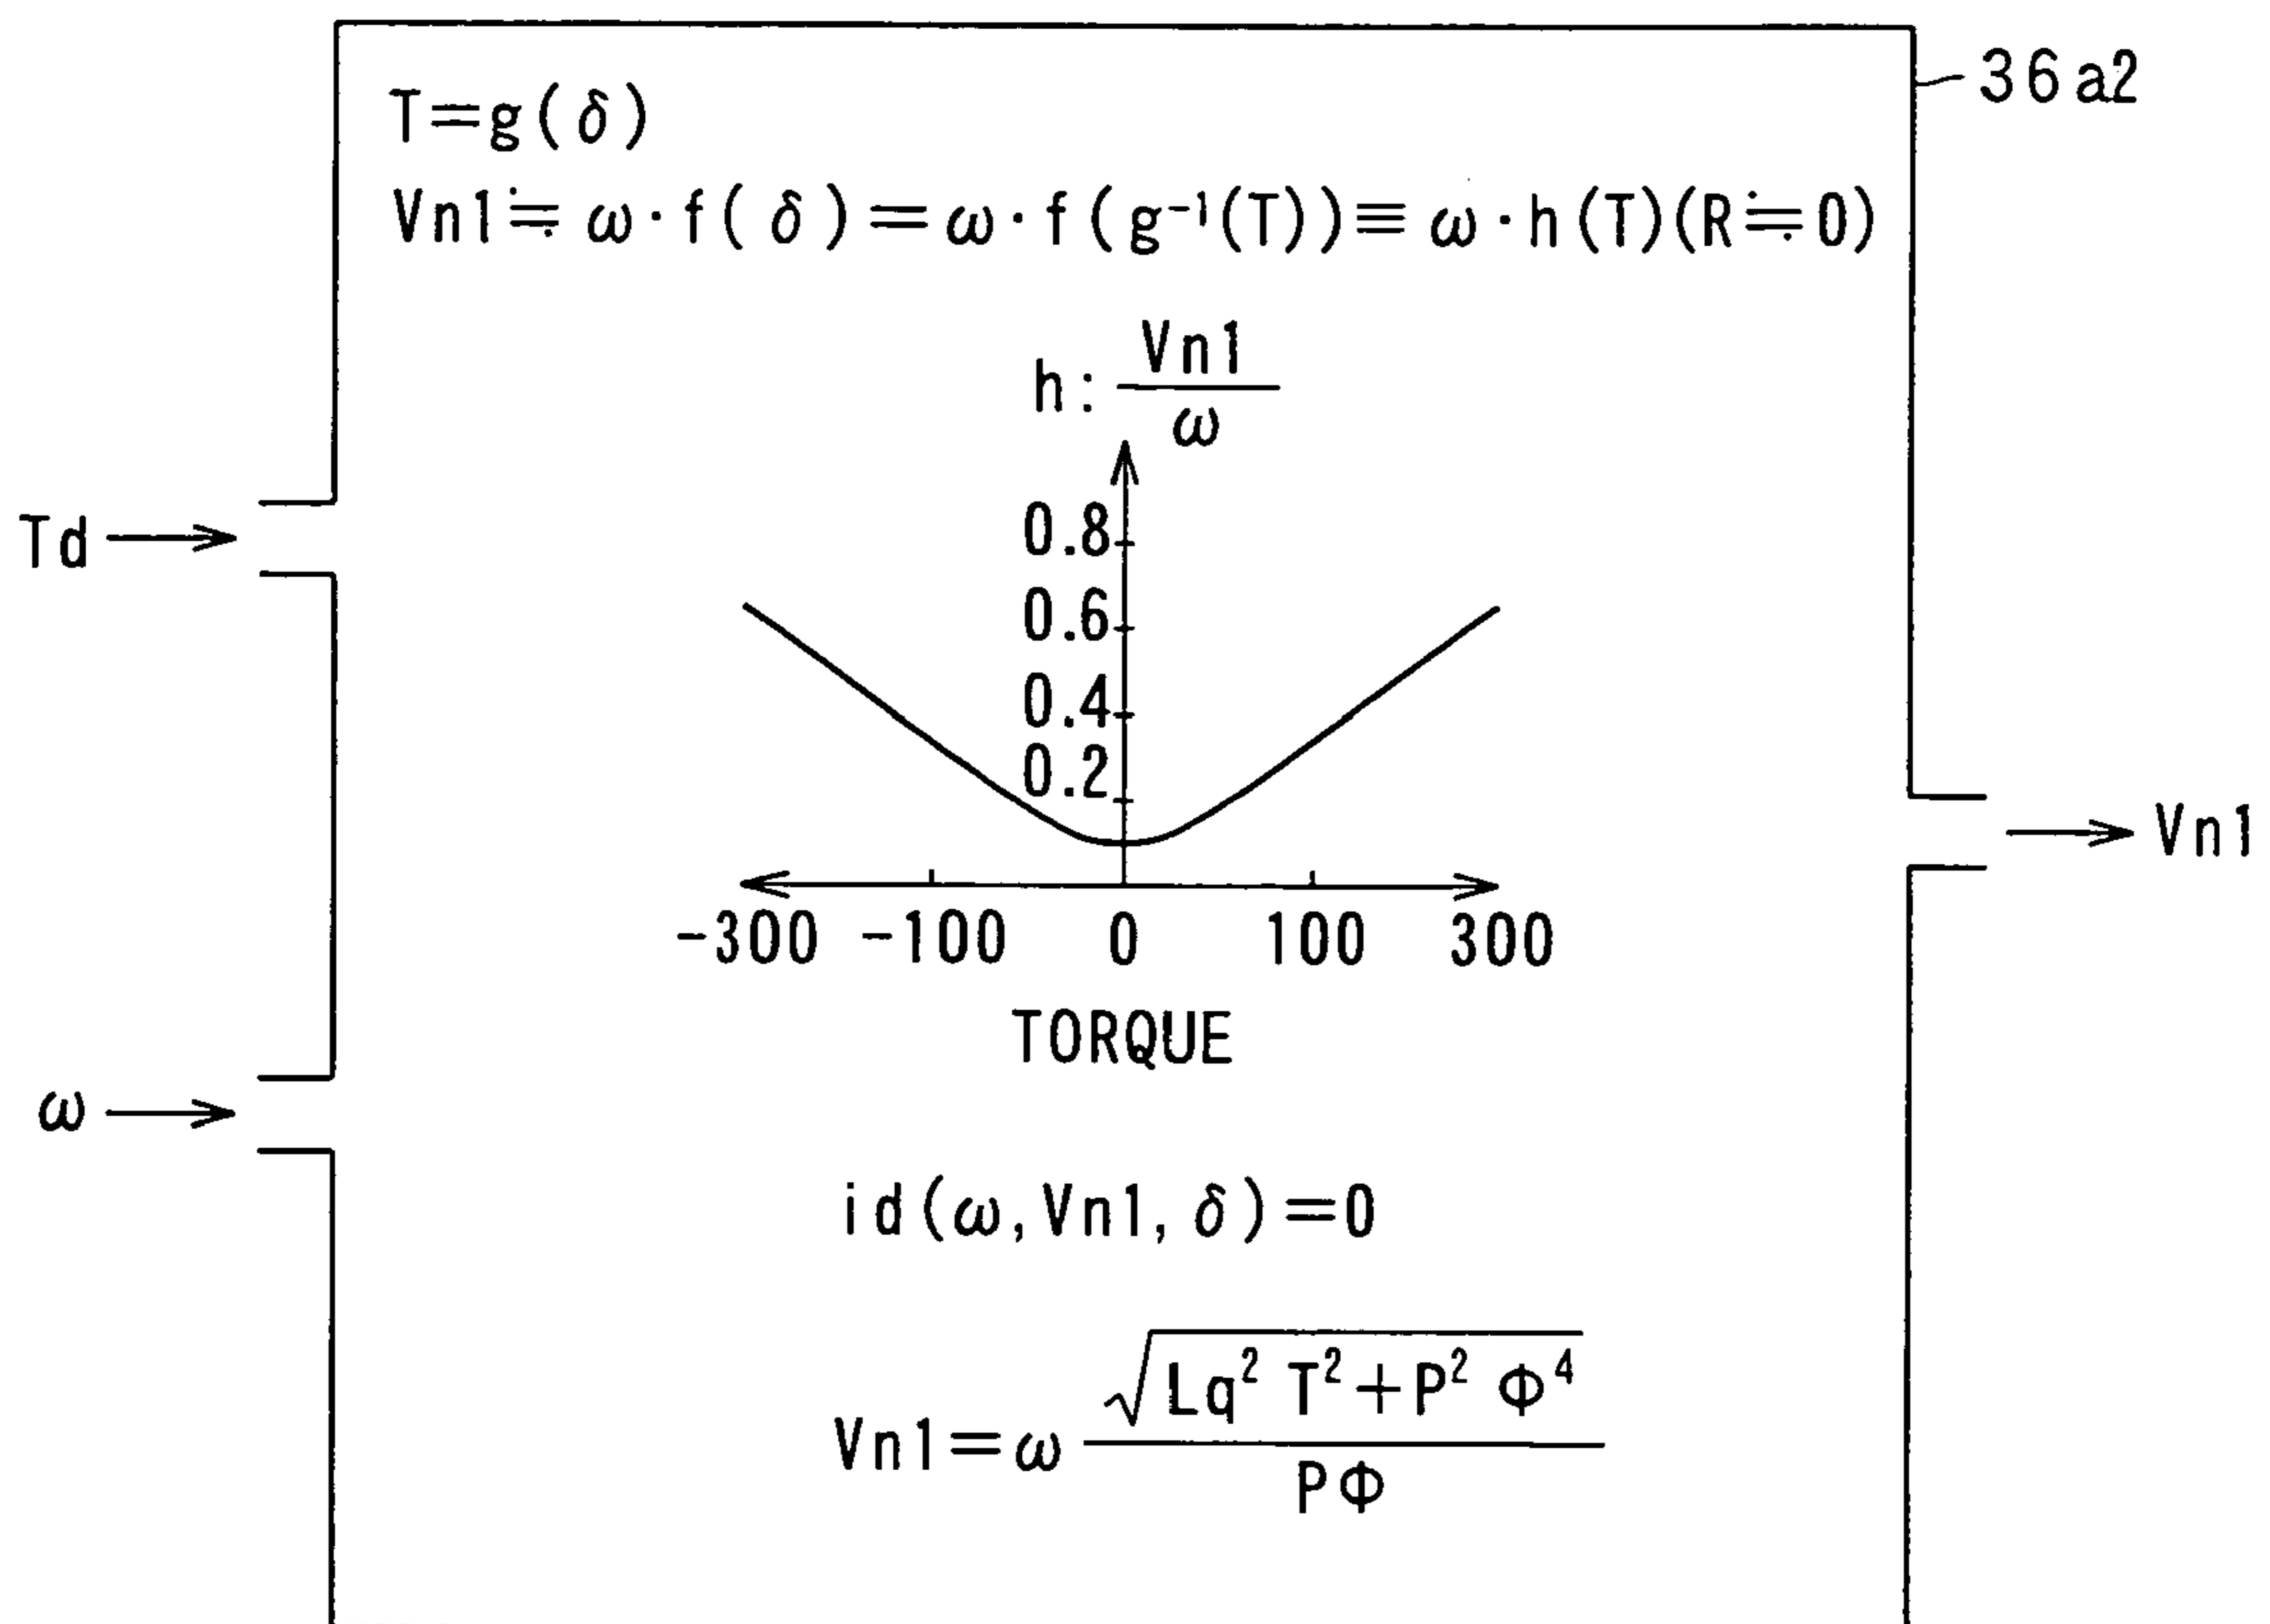 36a2
T=g(δ)
Vn1≒ω·f(δ)=ω·f(g⁻¹(T))≡ω·h(T)(R≒0)
h: Vn1/ω
Td
0.8
0.6
0.4
0.2
Vn1
-300 -100 0 100 300
TORQUE
ω
id(ω,Vn1,δ)=0
Vn1=ω √(Lq² T²+P² Φ⁴)/PΦ